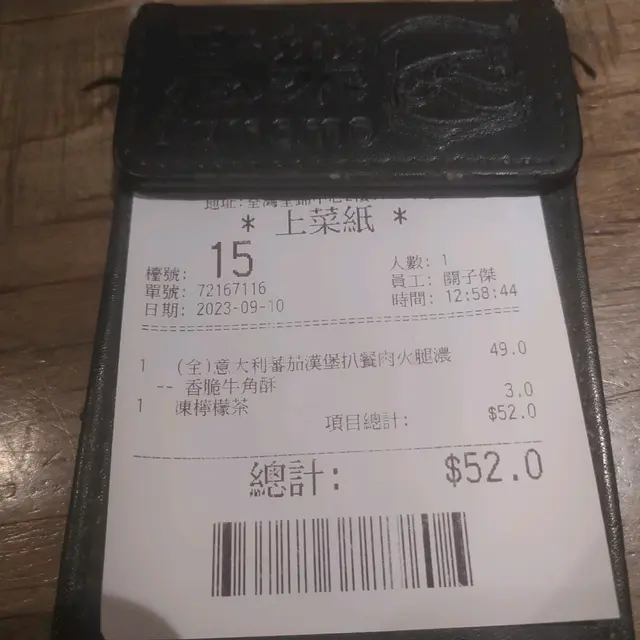 * 上菜紙 *
檯號: 15
人數: 1
單號: 72167116
員工: 關子傑
日期: 2023-09-10
時間: 12:58:44
1 (全)意大利蕃茄漢堡扒餐肉火腿濃 49.0
-- 香脆牛角酥
1 凍檸檬茶 3.0
項目總計: $52.0
總計: $52.0